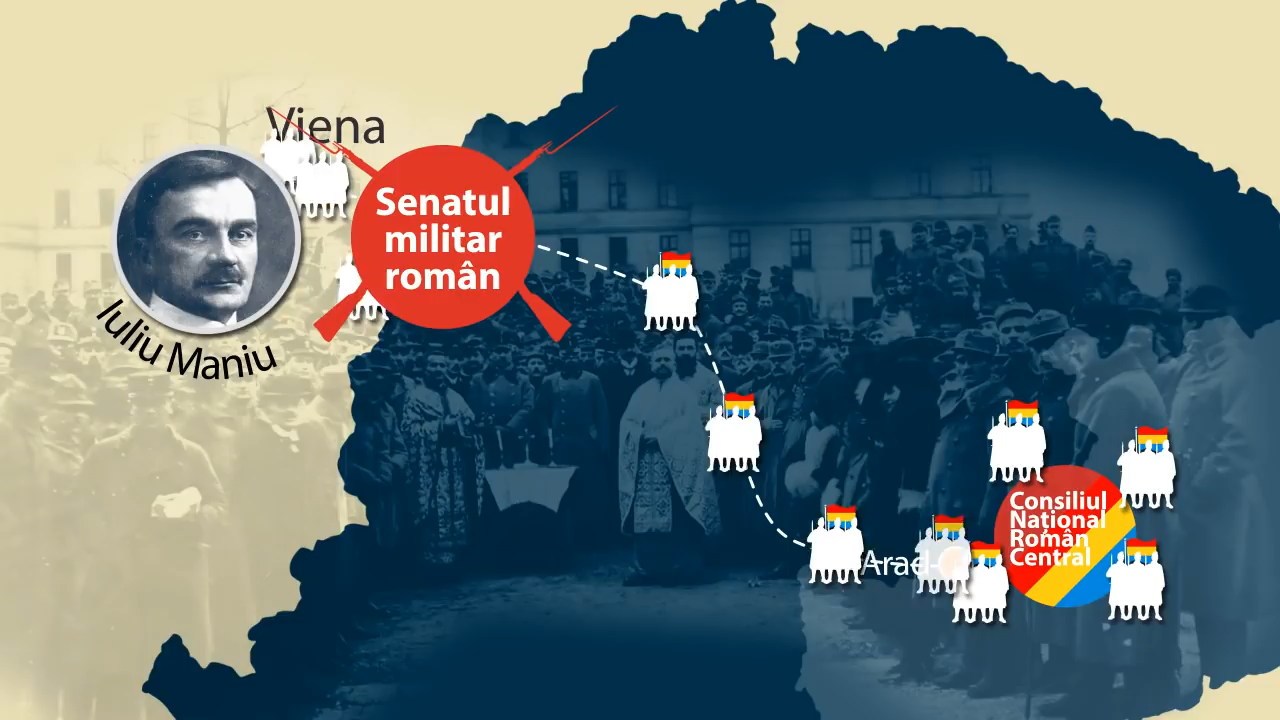 Viena
Iuliu Maniu
Senatul
militar
român
Arad
Consiliul
Național
Român
Central